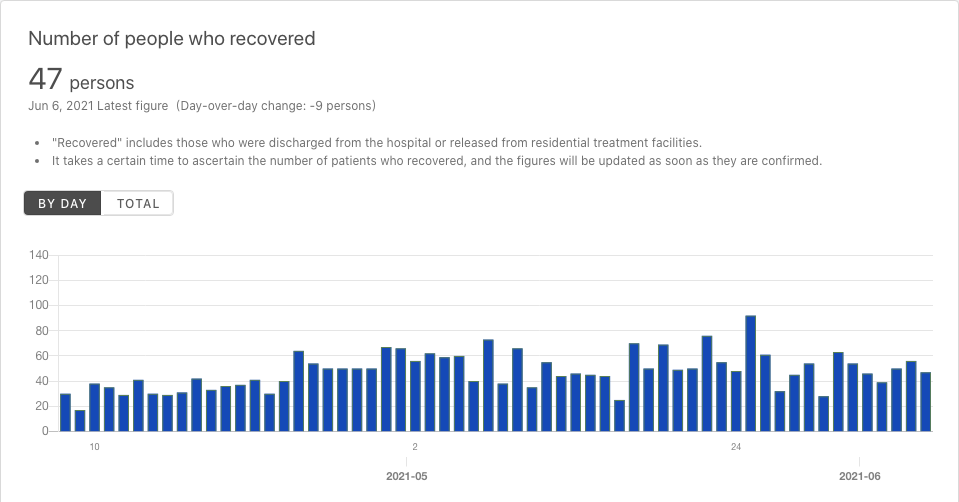 Number of people who recovered
47 persons
Jun 6, 2021 Latest figure (Day-over-day change: -9 persons)
• "Recovered" includes those who were discharged from the hospital or released from residential treatment facilities.
• It takes a certain time to ascertain the number of patients who recovered, and the figures will be updated as soon as they are confirmed.
BY DAY TOTAL
140
120
100
80
60
40
20
0
10 2 24
2021-05 2021-06